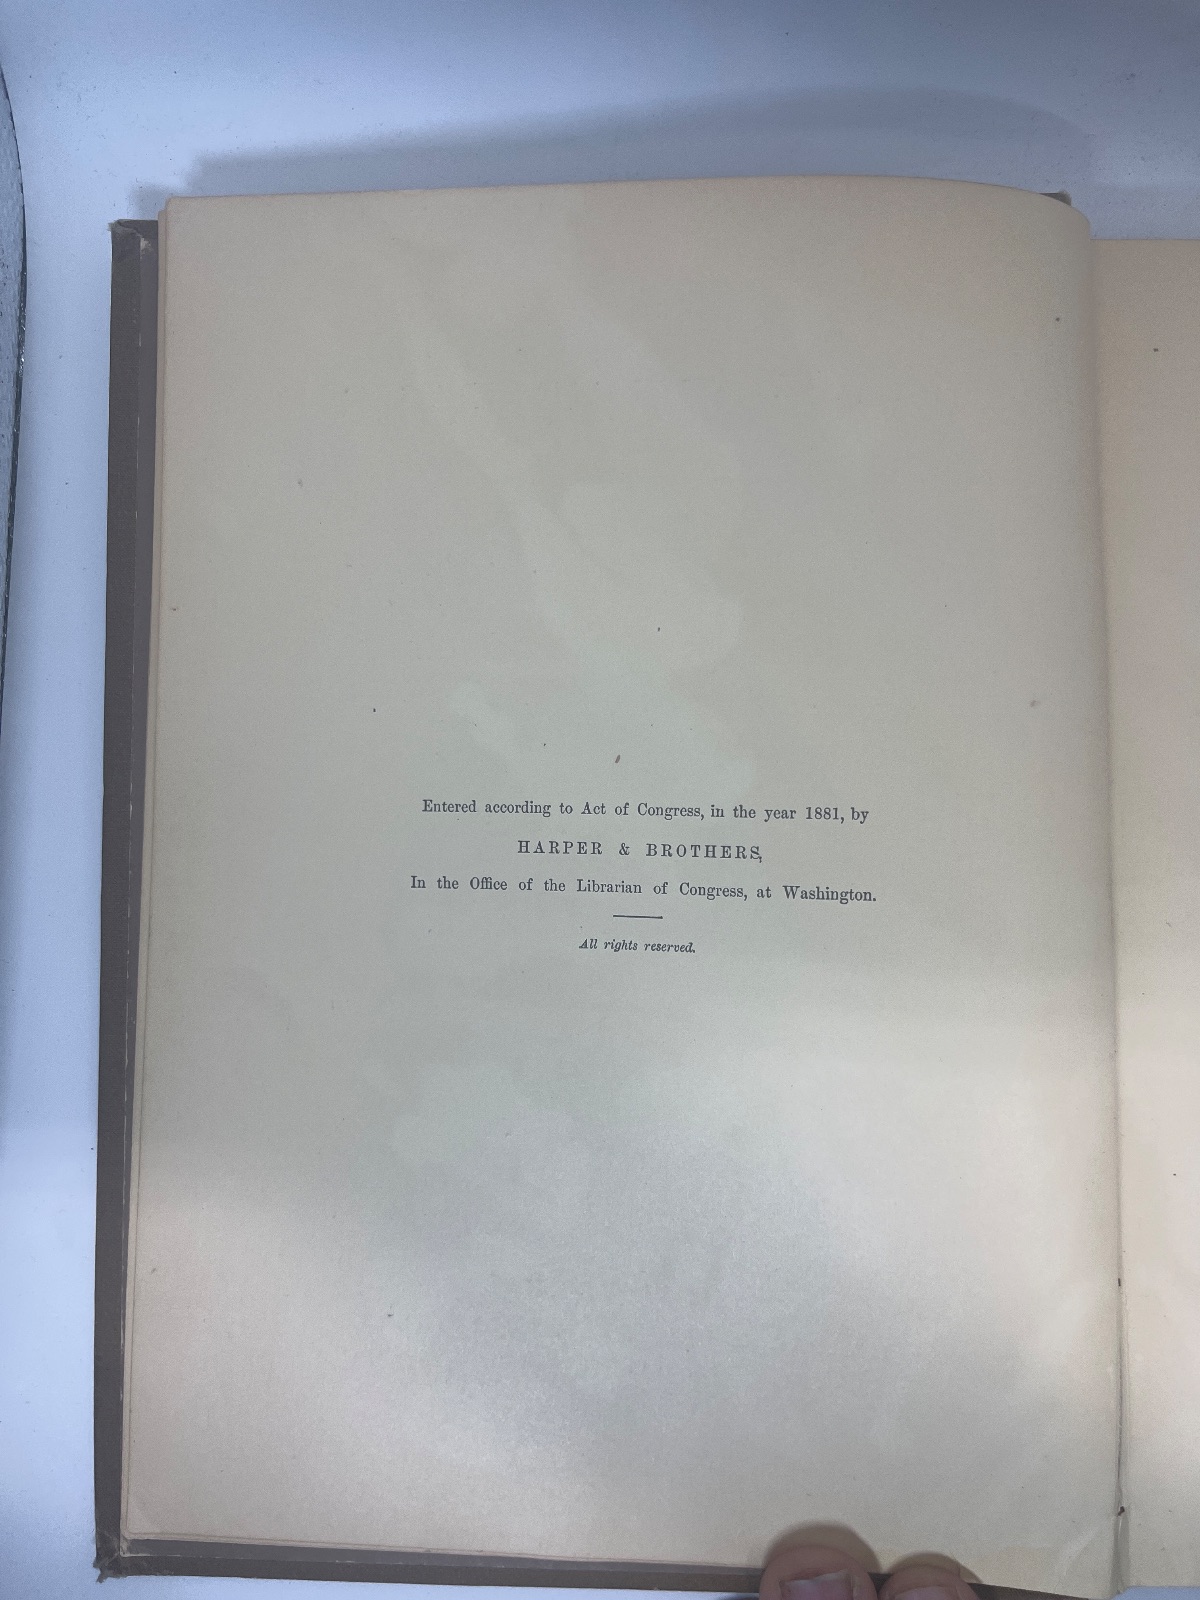 Entered according to Act of Congress, in the year 1881, by
HARPER & BROTHERS,
In the Office of the Librarian of Congress, at Washington.
All rights reserved.